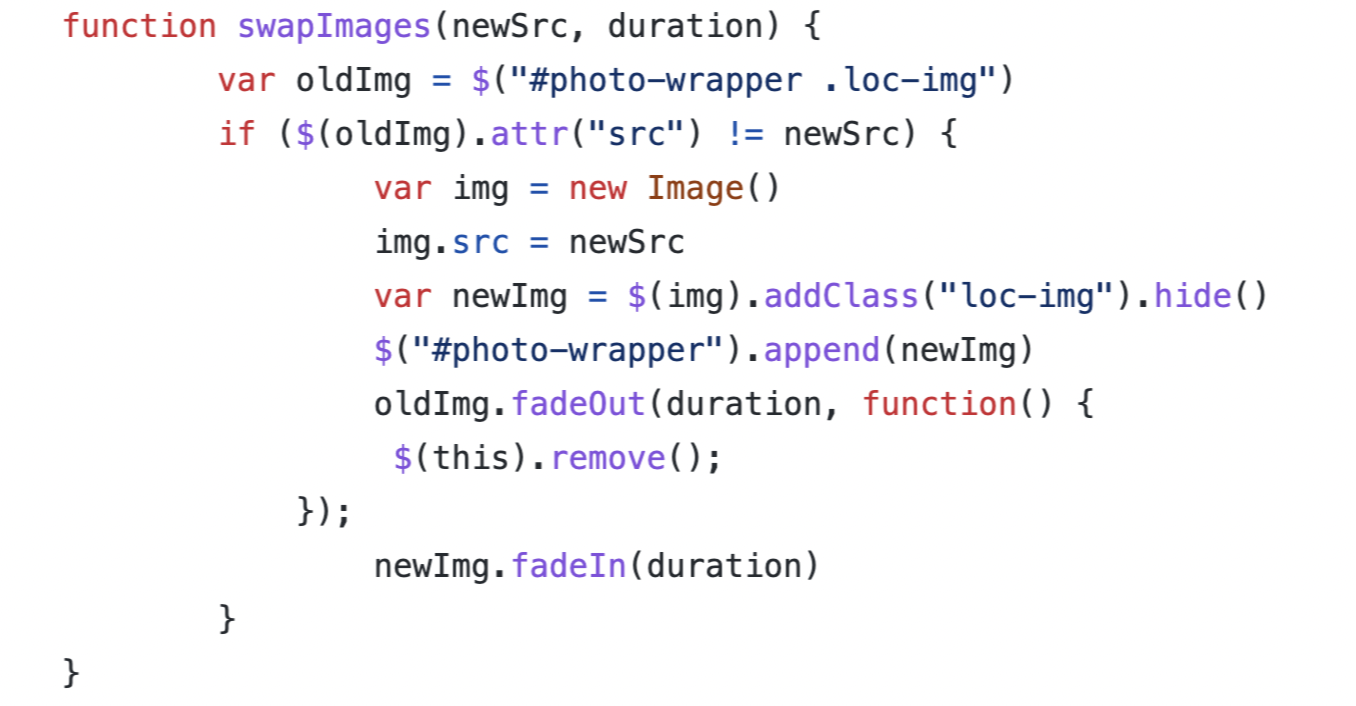 function swapImages(newSrc, duration) {
        var oldImg = $("#photo-wrapper .loc-img")
        if ($(oldImg).attr("src") != newSrc) {
                var img = new Image()
                img.src = newSrc
                var newImg = $(img).addClass("loc-img").hide()
                $("#photo-wrapper").append(newImg)
                oldImg.fadeOut(duration, function() {
                 $(this).remove();
            });
                newImg.fadeIn(duration)
        }
}